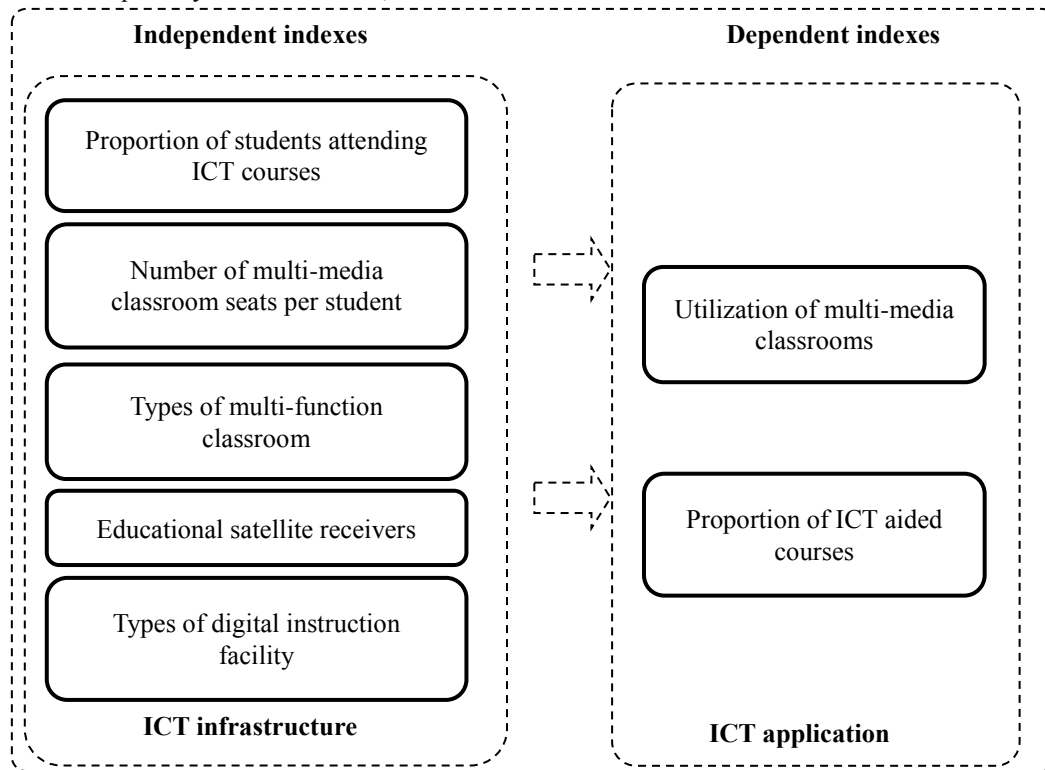 Independent indexes
Dependent indexes
Proportion of students attending
ICT courses
Number of multi-media
classroom seats per student
Types of multi-function
classroom
Educational satellite receivers
Types of digital instruction
facility
ICT infrastructure
Utilization of multi-media
classrooms
Proportion of ICT aided
courses
ICT application